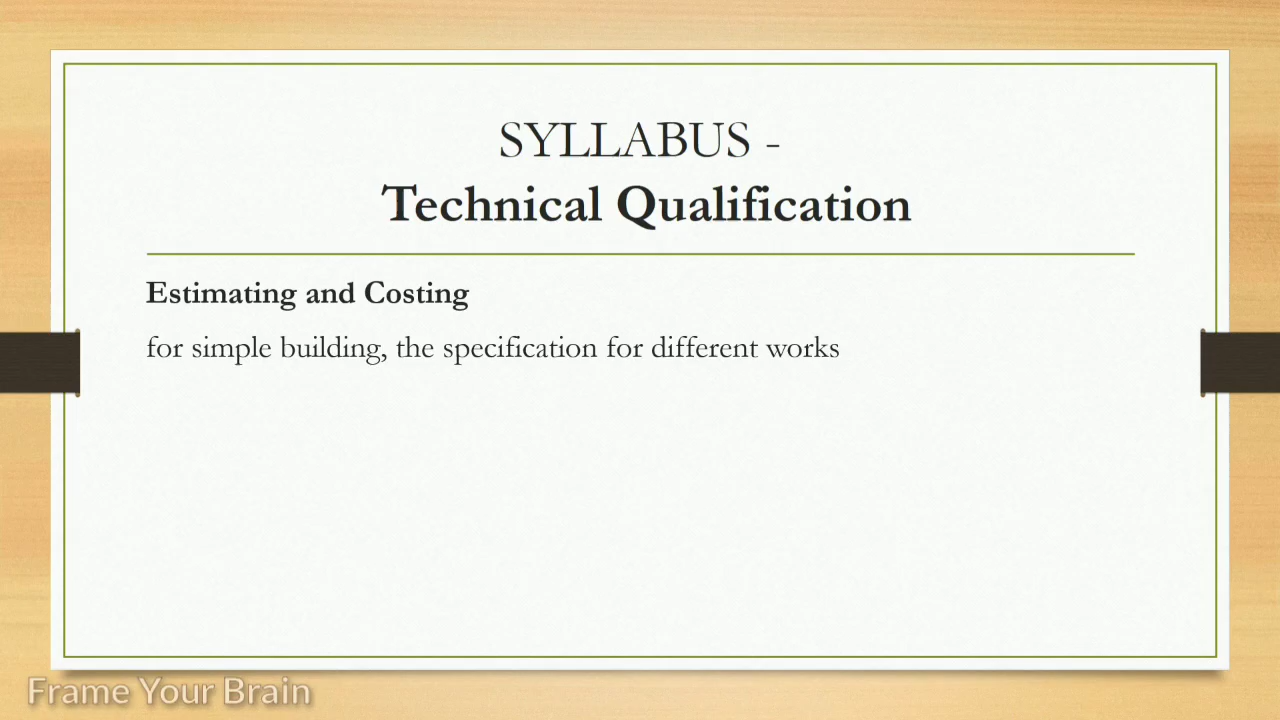 SYLLABUS -
Technical Qualification
Estimating and Costing
for simple building, the specification for different works
Frame Your Brain